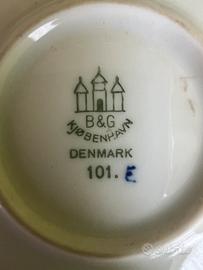 B&G
KJØBENHAVN
DENMARK
101. E